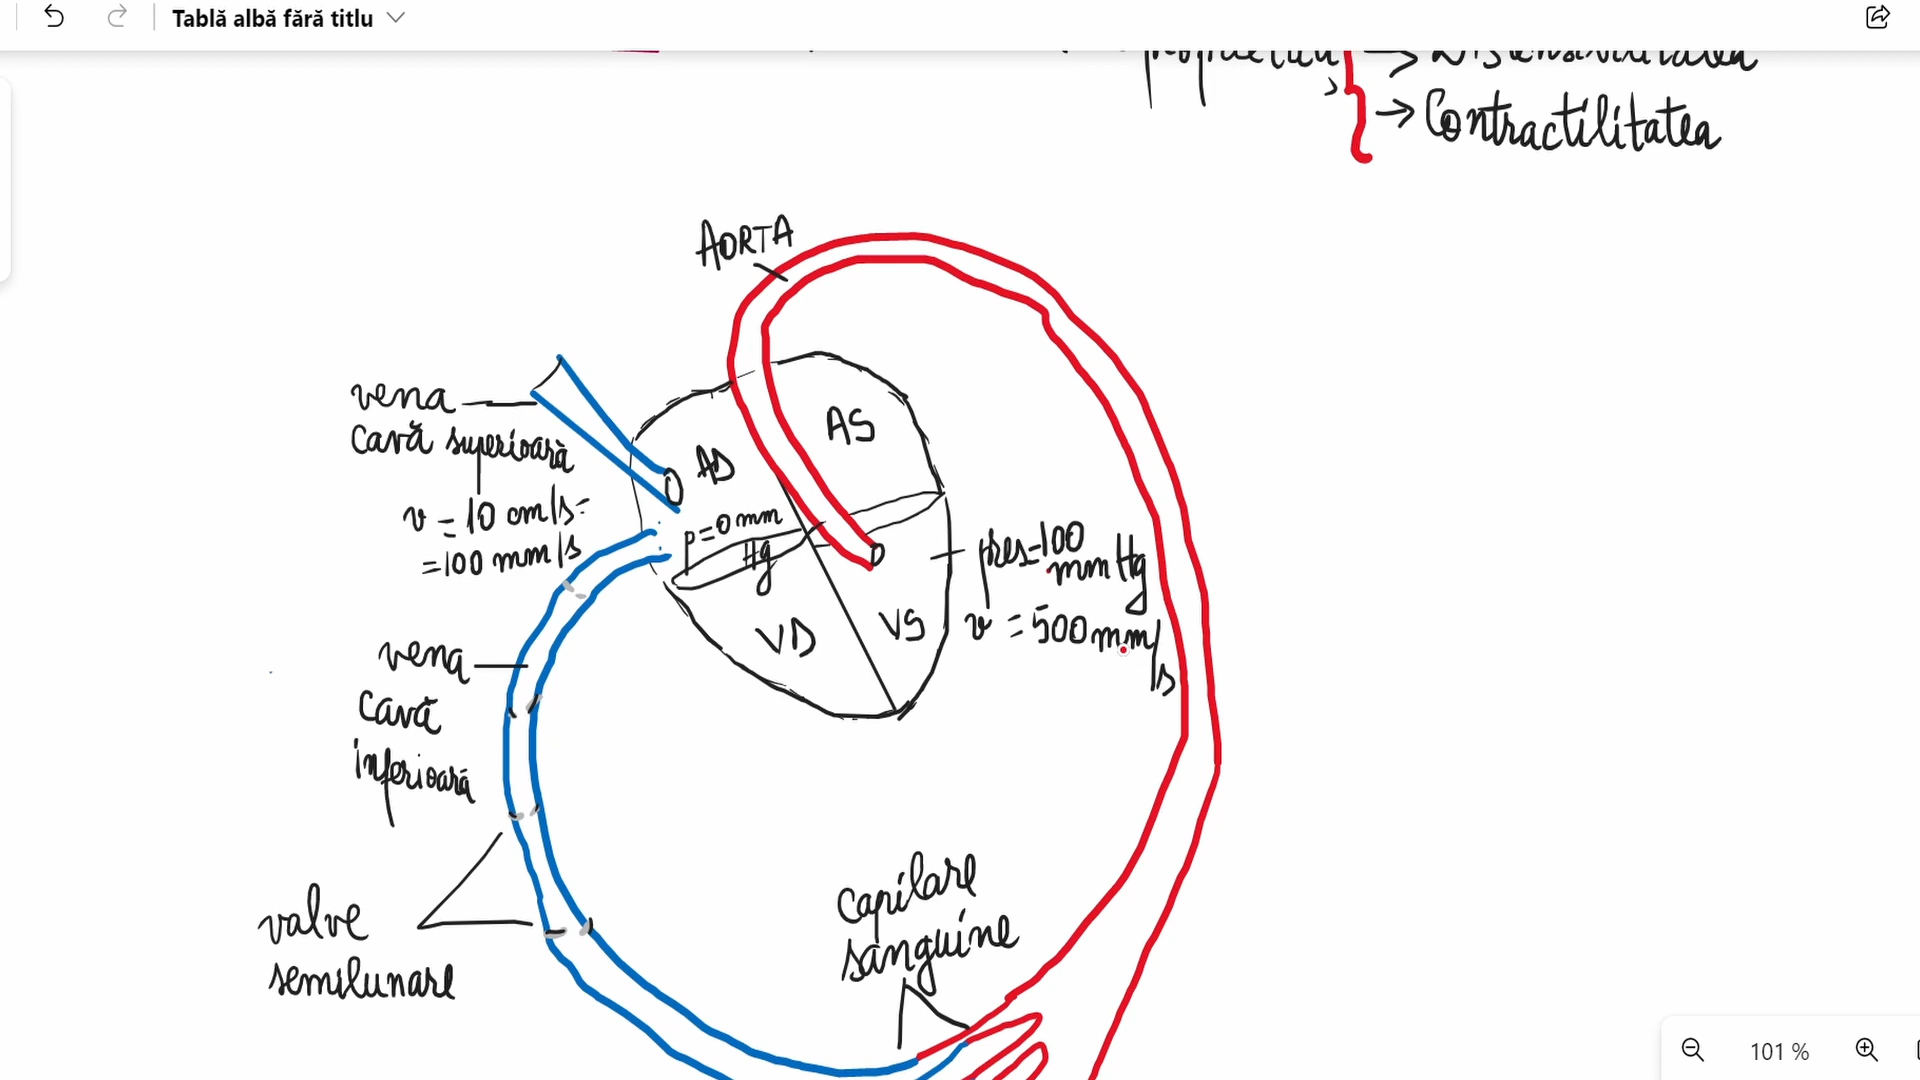 Tablă albă fără titlu
→ Contractilitatea
AORTA
vena
cavă superioară
v = 10 cm/s=
=100 mm/s
AD
AS
p=0 mm
Hg
VD
VS
pres=100
mm Hg
v = 500 mm/
s
vena
cavă
inferioară
valve
semilunare
capilare
sanguine
101 %